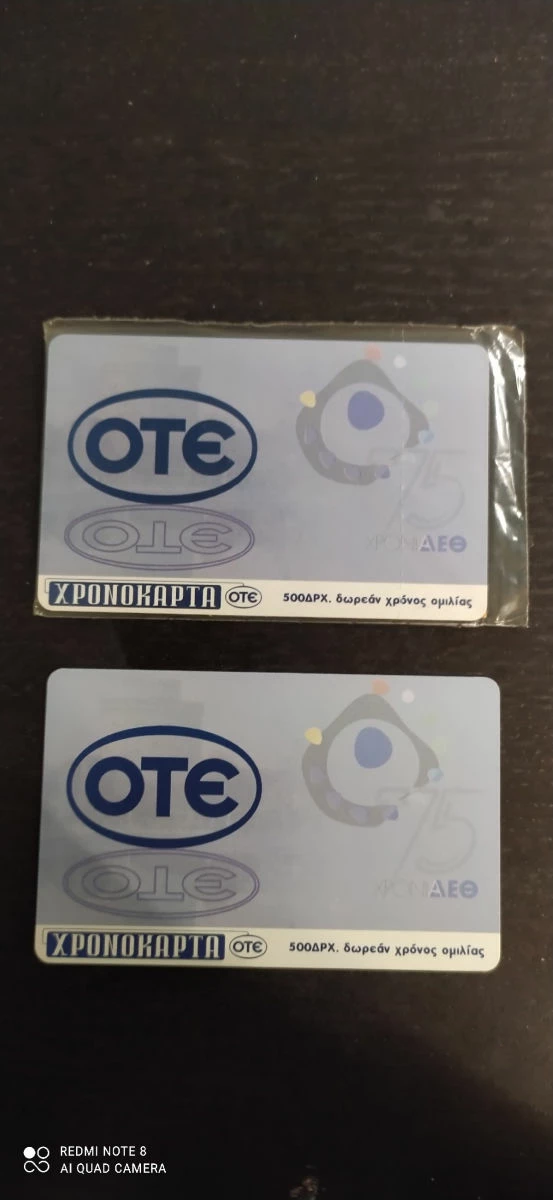 ΟΤΕ
ΟΤΕ
75
ΧΡΟΝΙΑ ΔΕΘ
ΧΡΟΝΟΚΑΡΤΑ ΟΤΕ 500ΔΡΧ. δωρεάν χρόνος ομιλίας
ΟΤΕ
ΟΤΕ
75
ΧΡΟΝΙΑ ΔΕΘ
ΧΡΟΝΟΚΑΡΤΑ ΟΤΕ 500ΔΡΧ. δωρεάν χρόνος ομιλίας
REDMI NOTE 8
AI QUAD CAMERA